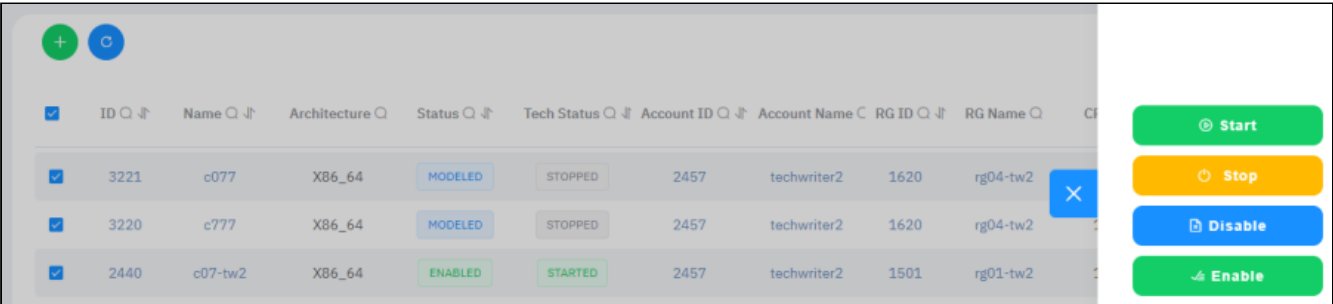 ID Name Architecture Status Tech Status Account ID Account Name RG ID RG Name
Start
3221 c077 X86_64 MODELED STOPPED 2457 techwriter2 1620 rg04-tw2
Stop
3220 c777 X86_64 MODELED STOPPED 2457 techwriter2 1620 rg04-tw2
Disable
2440 c07-tw2 X86_64 ENABLED STARTED 2457 techwriter2 1501 rg01-tw2
Enable